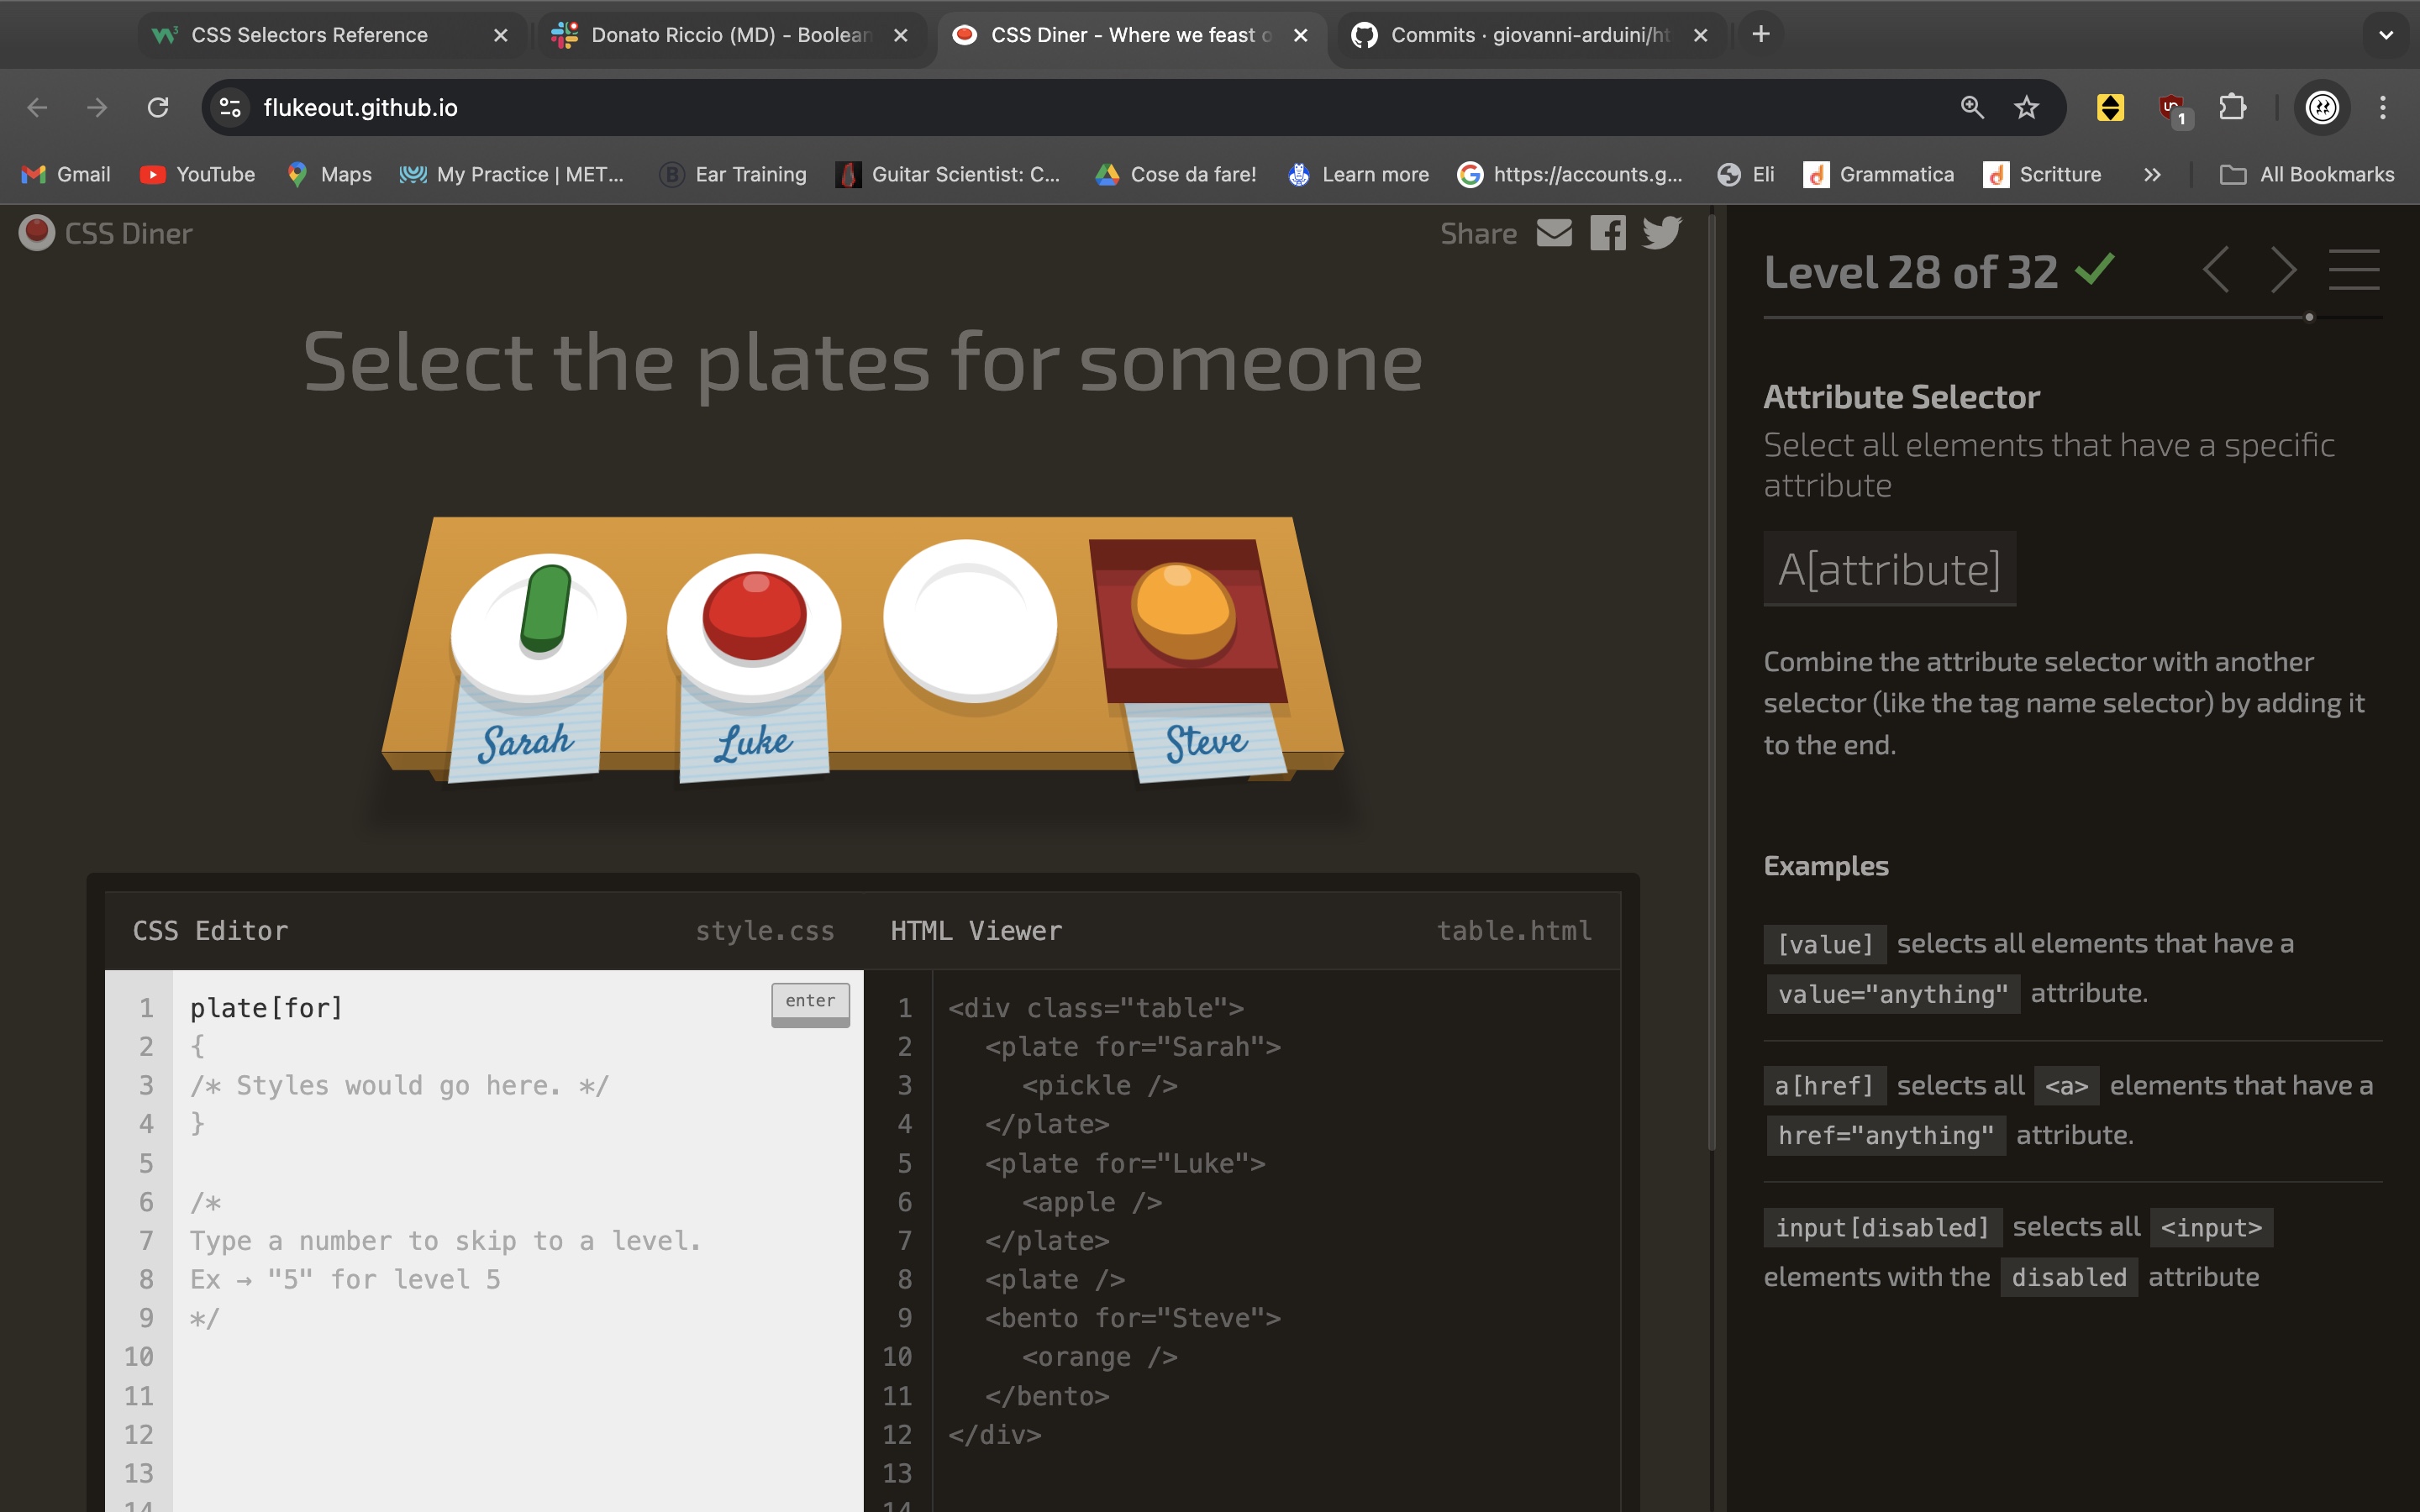 CSS Selectors Reference
Donato Riccio (MD) - Boolean
CSS Diner - Where we feast o
Commits · giovanni-arduini/ht
flukeout.github.io
1
Gmail
YouTube
Maps
My Practice | MET...
Ear Training
Guitar Scientist: C...
Cose da fare!
Learn more
https://accounts.g...
Eli
Grammatica
Scritture
All Bookmarks
CSS Diner
Share
Select the plates for someone
Sarah
Luke
Steve
CSS Editor
style.css
1 plate[for]
enter
2 {
3 /* Styles would go here. */
4 }
5
6 /*
7 Type a number to skip to a level.
8 Ex → "5" for level 5
9 */
10
11
12
13
14
HTML Viewer
table.html
1 <div class="table">
2 <plate for="Sarah">
3 <pickle />
4 </plate>
5 <plate for="Luke">
6 <apple />
7 </plate>
8 <plate />
9 <bento for="Steve">
10 <orange />
11 </bento>
12 </div>
13
14
Level 28 of 32
Attribute Selector
Select all elements that have a specific
attribute
A[attribute]
Combine the attribute selector with another
selector (like the tag name selector) by adding it
to the end.
Examples
[value] selects all elements that have a
value="anything" attribute.
a[href] selects all <a> elements that have a
href="anything" attribute.
input[disabled] selects all <input>
elements with the disabled attribute